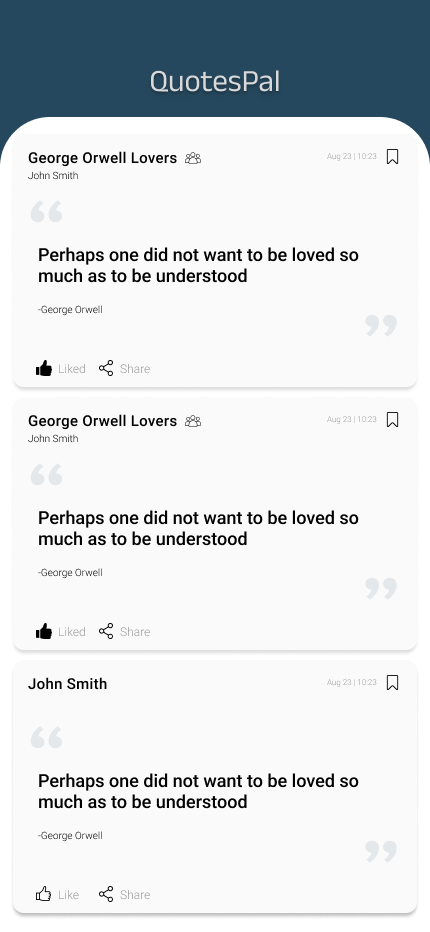 QuotesPal
George Orwell Lovers
Aug 23 | 10:23
John Smith
Perhaps one did not want to be loved so
much as to be understood
-George Orwell
Liked
Share
George Orwell Lovers
Aug 23 | 10:23
John Smith
Perhaps one did not want to be loved so
much as to be understood
-George Orwell
Liked
Share
John Smith
Aug 23 | 10:23
Perhaps one did not want to be loved so
much as to be understood
-George Orwell
Like
Share